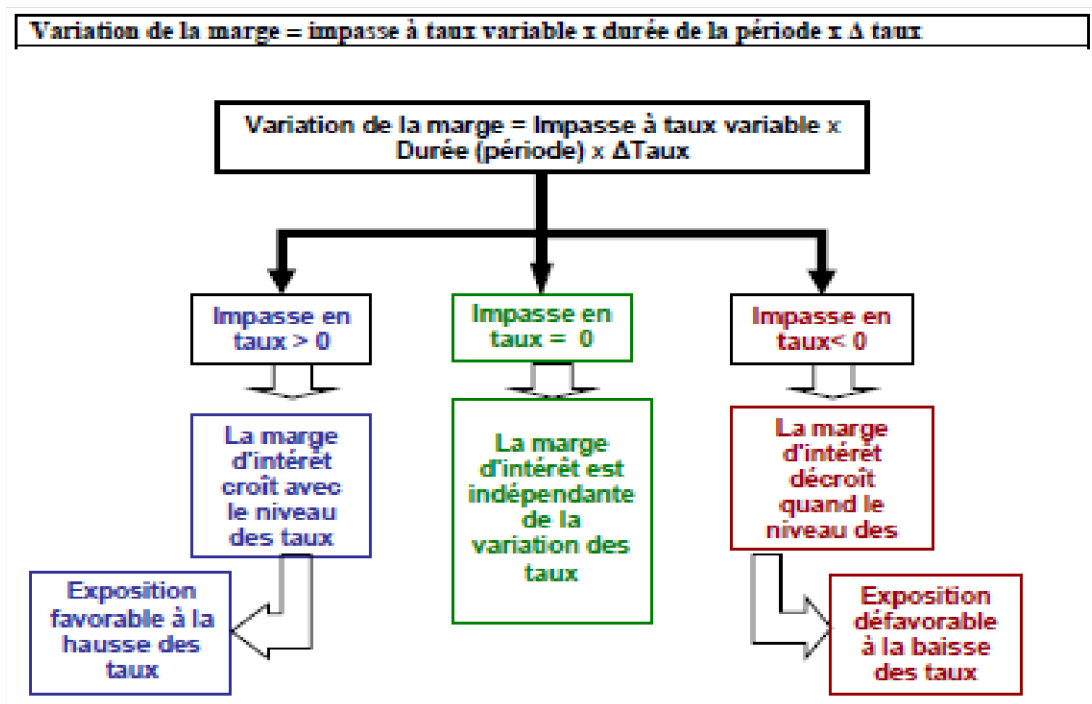 Variation de la marge = impasse à taux variable x durée de la période x Δ taux
Variation de la marge = Impasse à taux variable x
Durée (période) x ΔTaux
Impasse en
taux > 0
Impasse en
taux = 0
Impasse en
taux< 0
La marge
d'intérêt
croît avec
le niveau
des taux
La marge
d'intérêt est
indépendante
de la
variation des
taux
La marge
d'intérêt
décroît
quand le
niveau des
Exposition
favorable à la
hausse des
taux
Exposition
défavorable
à la baisse
des taux